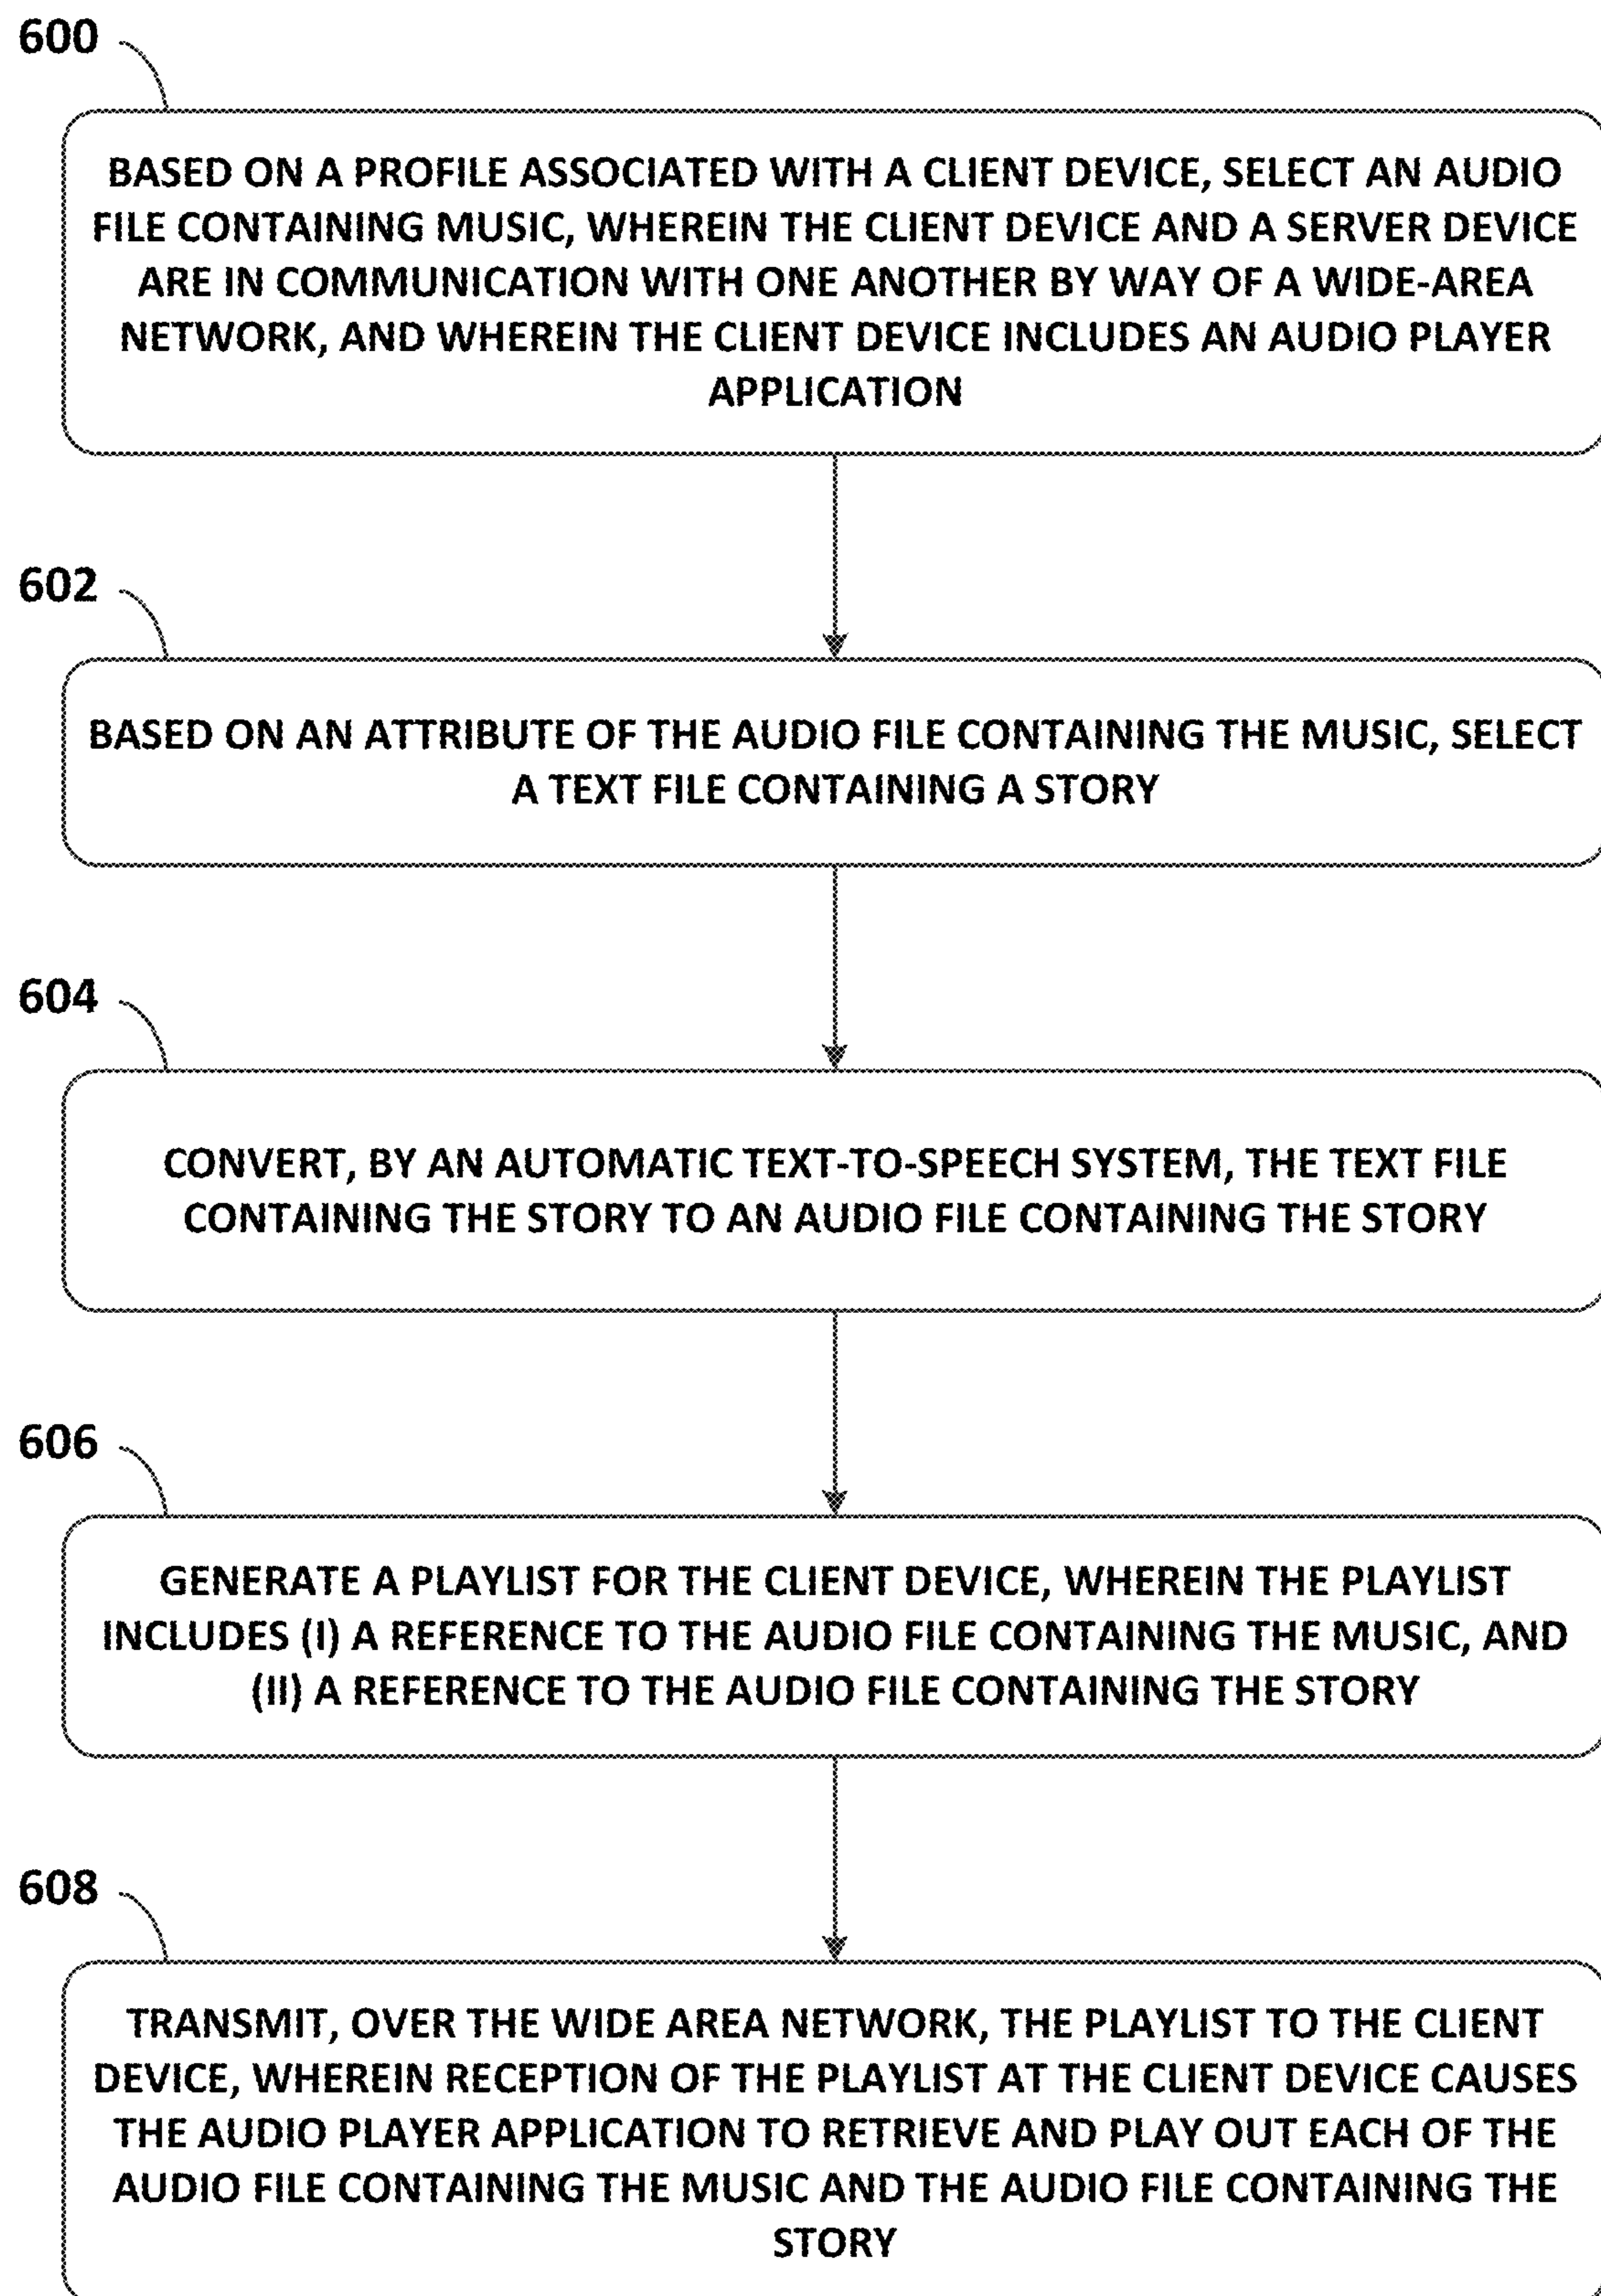 600
BASED ON A PROFILE ASSOCIATED WITH A CLIENT DEVICE, SELECT AN AUDIO
FILE CONTAINING MUSIC, WHEREIN THE CLIENT DEVICE AND A SERVER DEVICE
ARE IN COMMUNICATION WITH ONE ANOTHER BY WAY OF A WIDE-AREA
NETWORK, AND WHEREIN THE CLIENT DEVICE INCLUDES AN AUDIO PLAYER
APPLICATION
602
BASED ON AN ATTRIBUTE OF THE AUDIO FILE CONTAINING THE MUSIC, SELECT
A TEXT FILE CONTAINING A STORY
604
CONVERT, BY AN AUTOMATIC TEXT-TO-SPEECH SYSTEM, THE TEXT FILE
CONTAINING THE STORY TO AN AUDIO FILE CONTAINING THE STORY
606
GENERATE A PLAYLIST FOR THE CLIENT DEVICE, WHEREIN THE PLAYLIST
INCLUDES (I) A REFERENCE TO THE AUDIO FILE CONTAINING THE MUSIC, AND
(II) A REFERENCE TO THE AUDIO FILE CONTAINING THE STORY
608
TRANSMIT, OVER THE WIDE AREA NETWORK, THE PLAYLIST TO THE CLIENT
DEVICE, WHEREIN RECEPTION OF THE PLAYLIST AT THE CLIENT DEVICE CAUSES
THE AUDIO PLAYER APPLICATION TO RETRIEVE AND PLAY OUT EACH OF THE
AUDIO FILE CONTAINING THE MUSIC AND THE AUDIO FILE CONTAINING THE
STORY